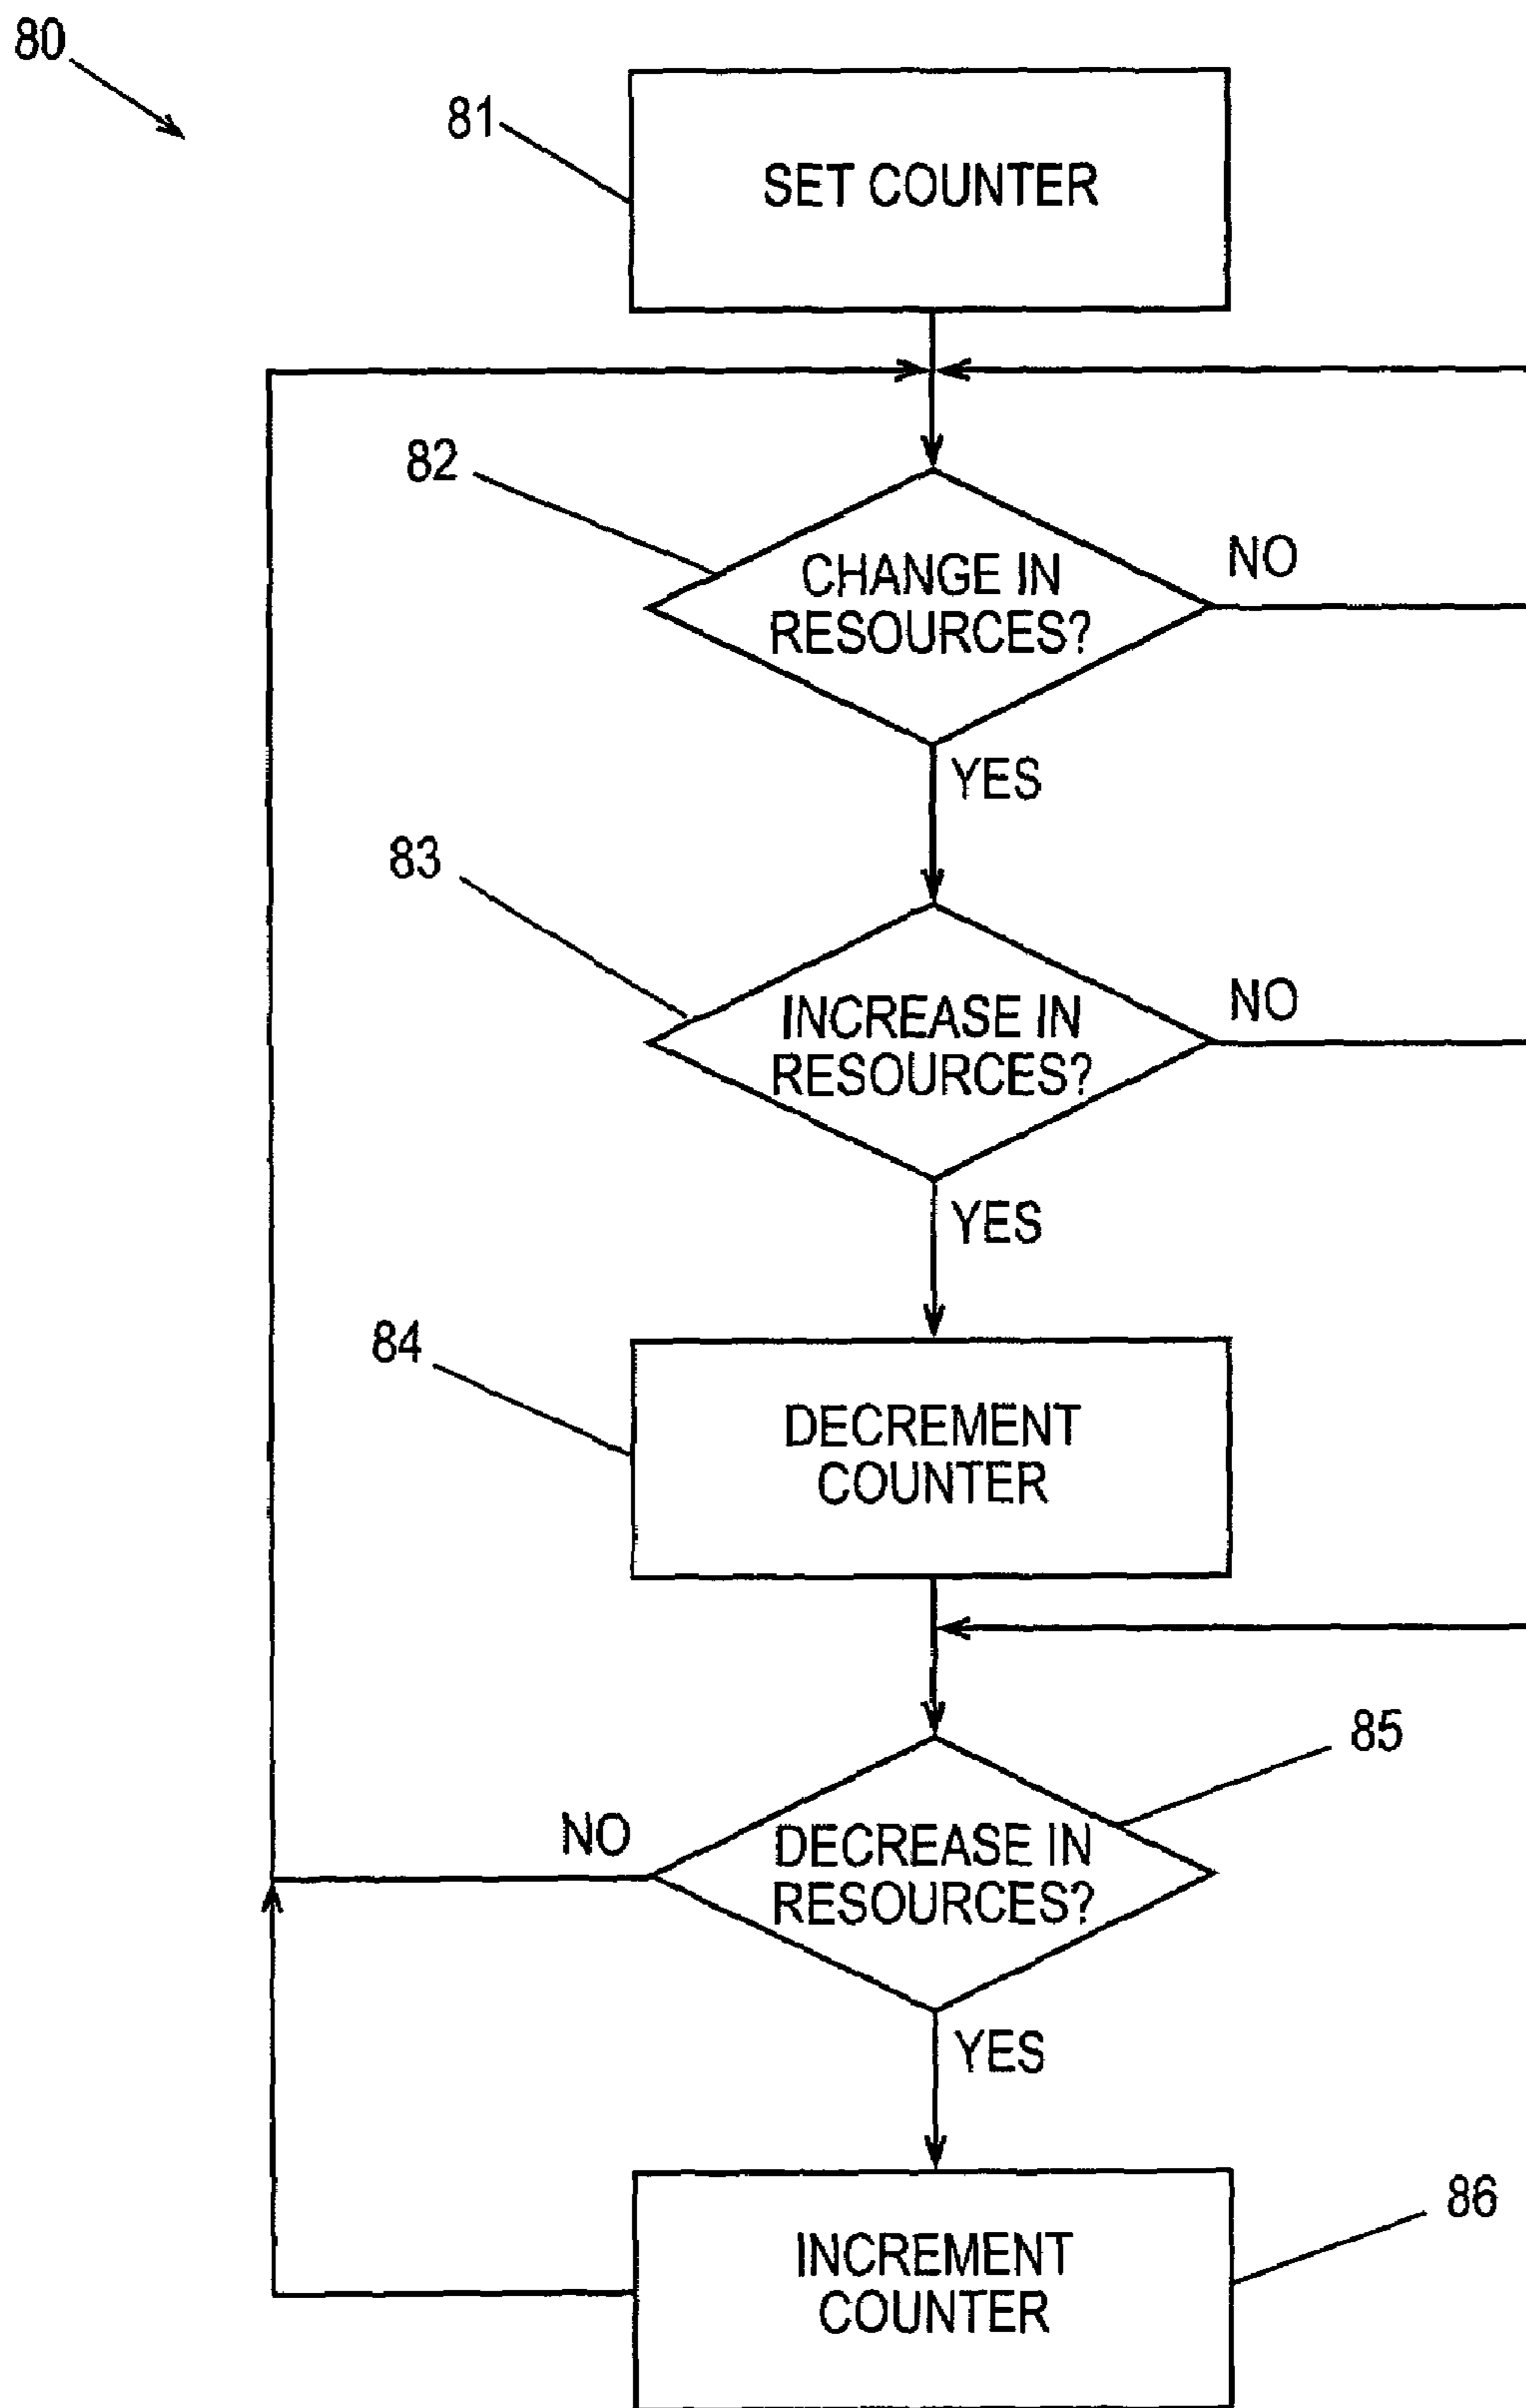 80
81
SET COUNTER
82
CHANGE IN
RESOURCES?
NO
YES
83
INCREASE IN
RESOURCES?
NO
YES
84
DECREMENT
COUNTER
85
NO
DECREASE IN
RESOURCES?
YES
86
INCREMENT
COUNTER